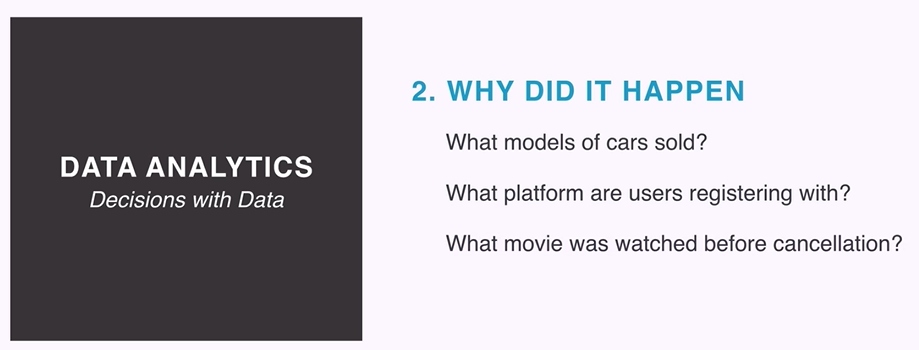 DATA ANALYTICS
Decisions with Data
2. WHY DID IT HAPPEN
What models of cars sold?
What platform are users registering with?
What movie was watched before cancellation?